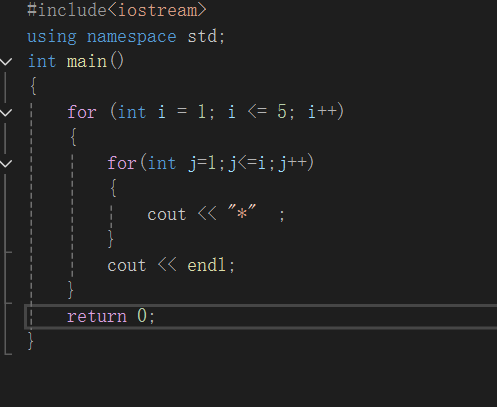 #include<iostream>
using namespace std;
int main()
{
for (int i = 1; i <= 5; i++)
{
for(int j=1;j<=i;j++)
{
cout << "*" ;
}
cout << endl;
}
return 0;
}